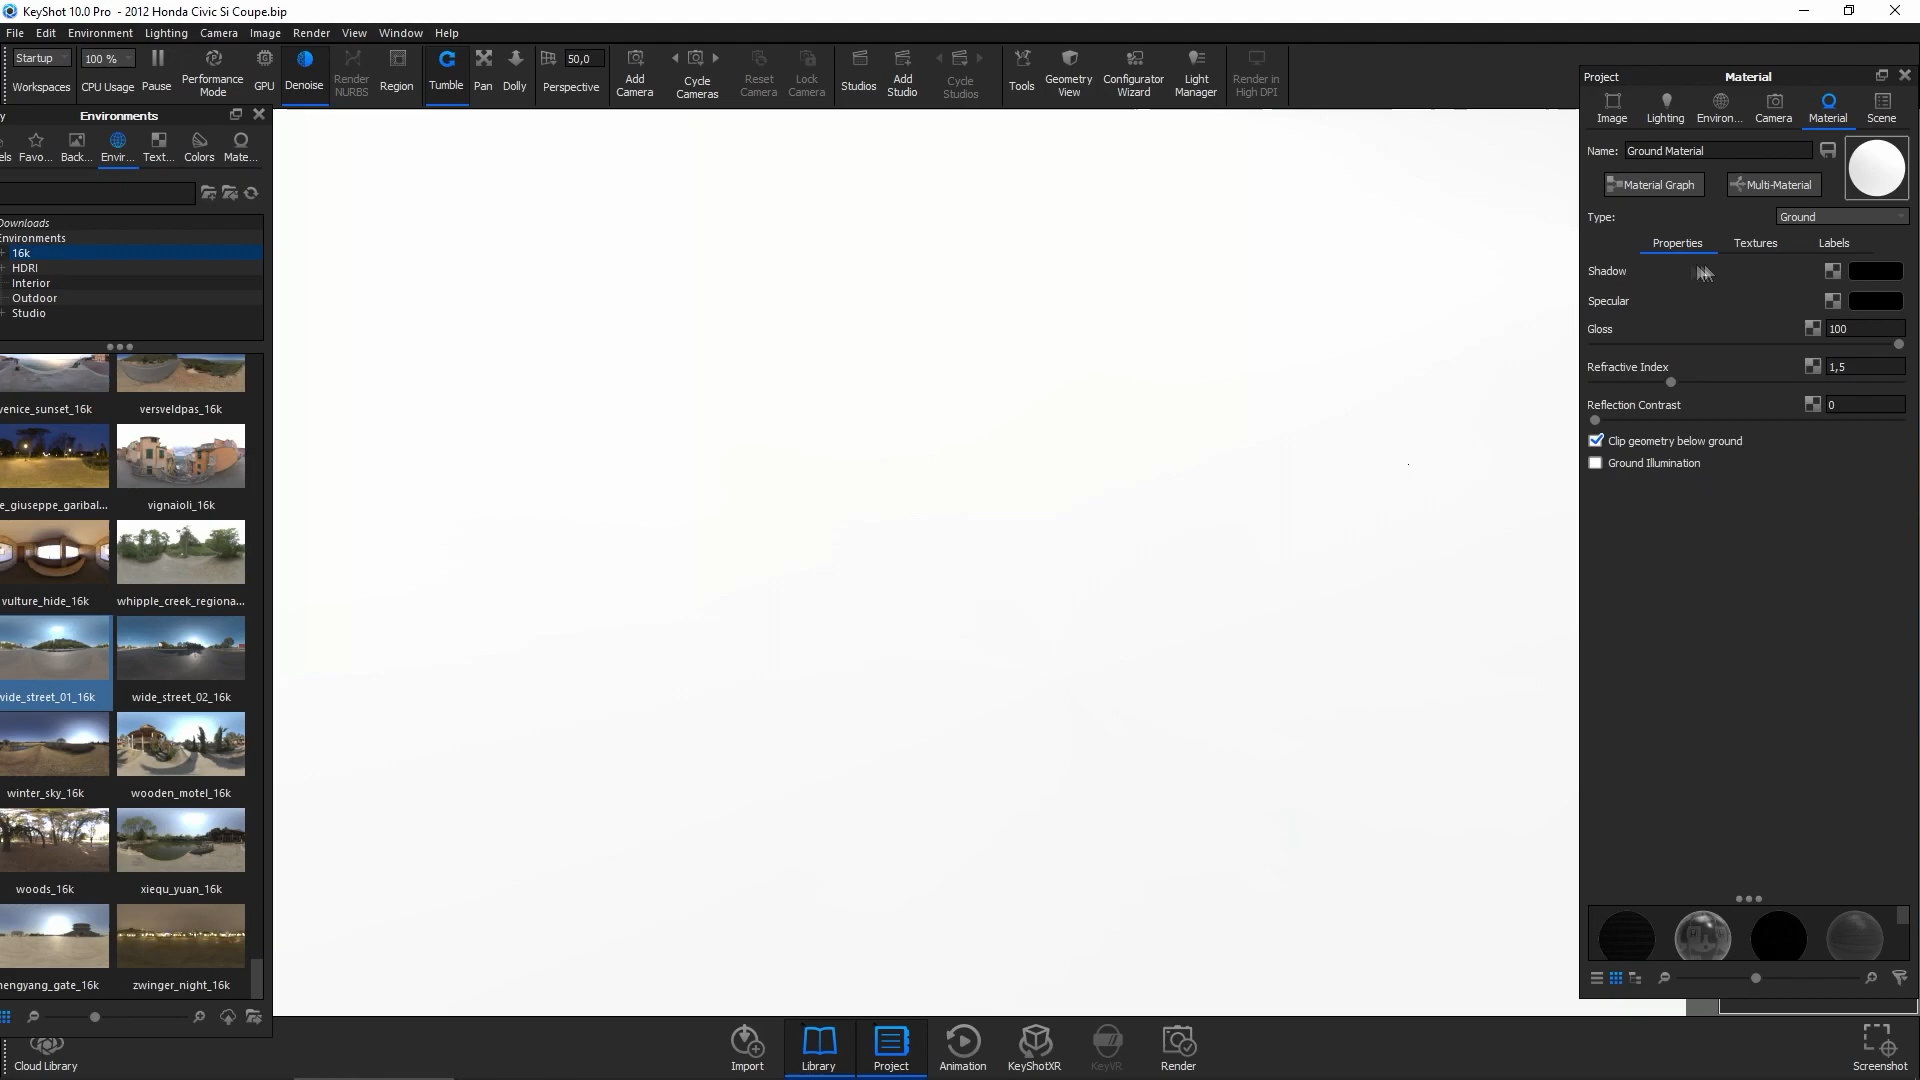 KeyShot 10.0 Pro - 2012 Honda Civic Si Coupe.bip
File Edit Environment Lighting Camera Image Render View Window Help
Startup
Workspaces
100 %
CPU Usage
Pause
Performance
Mode
GPU
Denoise
Render
NURBS
Region
Tumble
Pan
Dolly
50,0
Perspective
Add
Camera
Cycle
Cameras
Reset
Camera
Lock
Camera
Studios
Add
Studio
Cycle
Studios
Tools
Geometry
View
Configurator
Wizard
Light
Manager
Render in
High DPI
y
Environments
els
Favo...
Back...
Envir...
Text...
Colors
Mate...
Downloads
Environments
16k
HDRI
Interior
Outdoor
Studio
venice_sunset_16k
versveldpas_16k
e_giuseppe_garibal...
vignaioli_16k
vulture_hide_16k
whipple_creek_regiona...
wide_street_01_16k
wide_street_02_16k
winter_sky_16k
wooden_motel_16k
woods_16k
xiequ_yuan_16k
hengyang_gate_16k
zwinger_night_16k
Cloud Library
Import
Library
Project
Animation
KeyShotXR
KeyVR
Render
Screenshot
Project
Material
Image
Lighting
Environ...
Camera
Material
Scene
Name: Ground Material
Material Graph
Multi-Material
Type: Ground
Properties
Textures
Labels
Shadow
Specular
Gloss 100
Refractive Index 1,5
Reflection Contrast 0
Clip geometry below ground
Ground Illumination